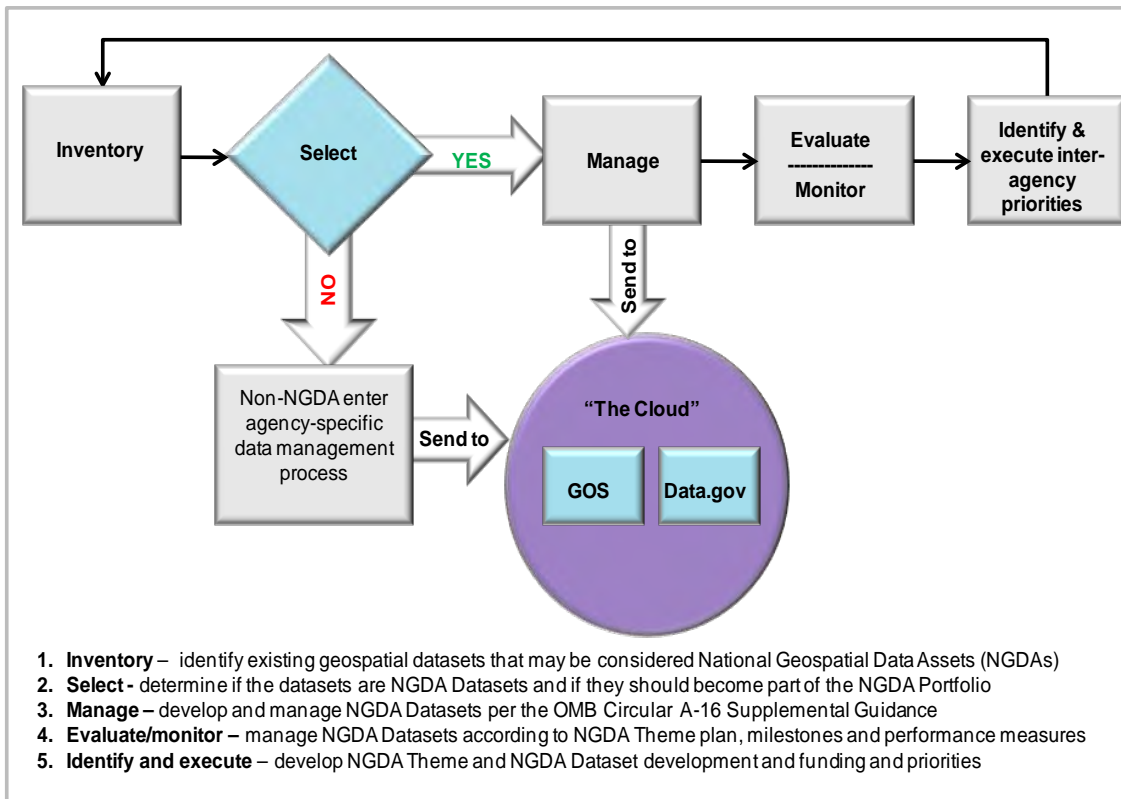 Inventory
Select
YES
Manage
Evaluate
--------------
Monitor
Identify &
execute inter-
agency
priorities
NO
Send to
Non-NGDA enter
agency-specific
data management
process
Send to
“The Cloud”
GOS
Data.gov
1. Inventory – identify existing geospatial datasets that may be considered National Geospatial Data Assets (NGDAs)
2. Select - determine if the datasets are NGDA Datasets and if they should become part of the NGDA Portfolio
3. Manage – develop and manage NGDA Datasets per the OMB Circular A-16 Supplemental Guidance
4. Evaluate/monitor – manage NGDA Datasets according to NGDA Theme plan, milestones and performance measures
5. Identify and execute – develop NGDA Theme and NGDA Dataset development and funding and priorities